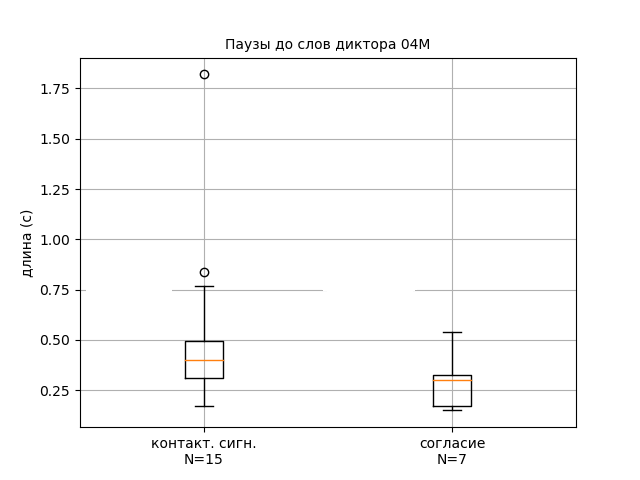 Паузы до слов диктора 04М
длина (с)
1.75
1.50
1.25
1.00
0.75
0.50
0.25
контакт. сигн.
N=15
согласие
N=7